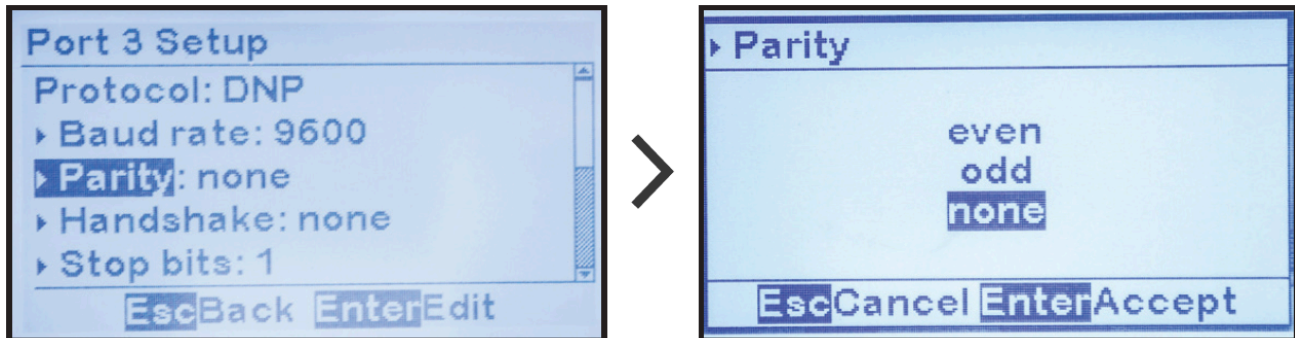 Port 3 Setup
Protocol: DNP
▸ Baud rate: 9600
▸ Parity: none
▸ Handshake: none
▸ Stop bits: 1
EscBack EnterEdit
▸ Parity
even
odd
none
EscCancel EnterAccept